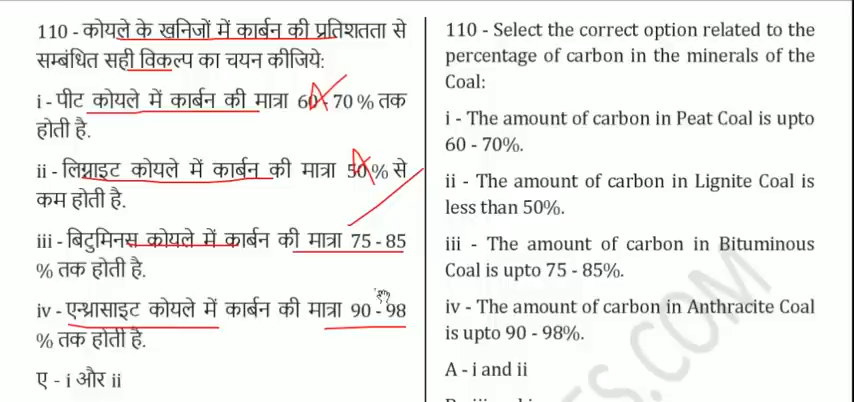 110 - कोयले के खनिजों में कार्बन की प्रतिशतता से
सम्बंधित सही विकल्प का चयन कीजिये:
i - पीट कोयले में कार्बन की मात्रा 60 - 70 % तक
होती है.
ii - लिग्नाइट कोयले में कार्बन की मात्रा 50 % से
कम होती है.
iii - बिटुमिनस कोयले में कार्बन की मात्रा 75 - 85
% तक होती है.
iv - एन्थ्रासाइट कोयले में कार्बन की मात्रा 90 - 98
% तक होती है.
ए - i और ii
110 - Select the correct option related to the
percentage of carbon in the minerals of the
Coal:
i - The amount of carbon in Peat Coal is upto
60 - 70%.
ii - The amount of carbon in Lignite Coal is
less than 50%.
iii - The amount of carbon in Bituminous
Coal is upto 75 - 85%.
iv - The amount of carbon in Anthracite Coal
is upto 90 - 98%.
A - i and ii